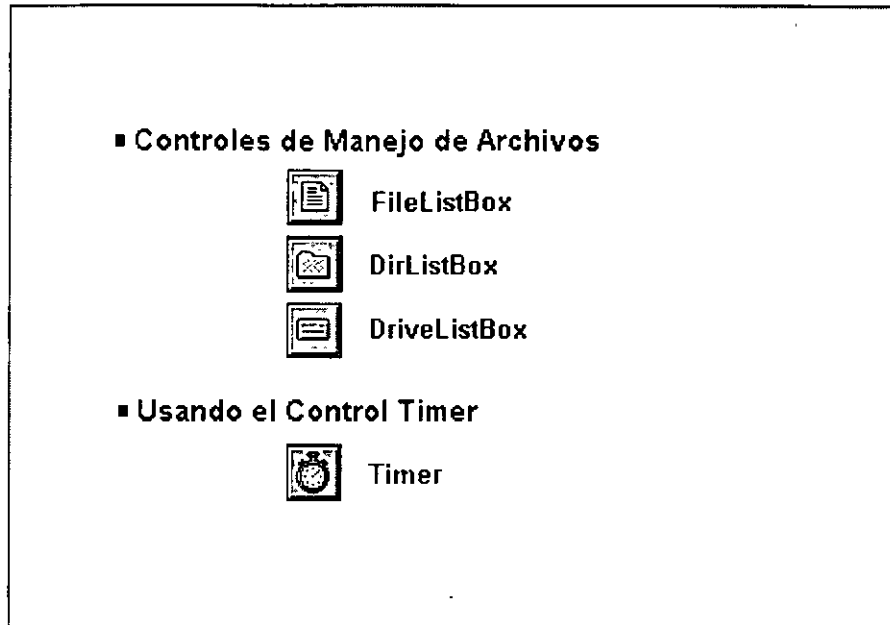 ▪ Controles de Manejo de Archivos
FileListBox
DirListBox
DriveListBox
▪ Usando el Control Timer
Timer